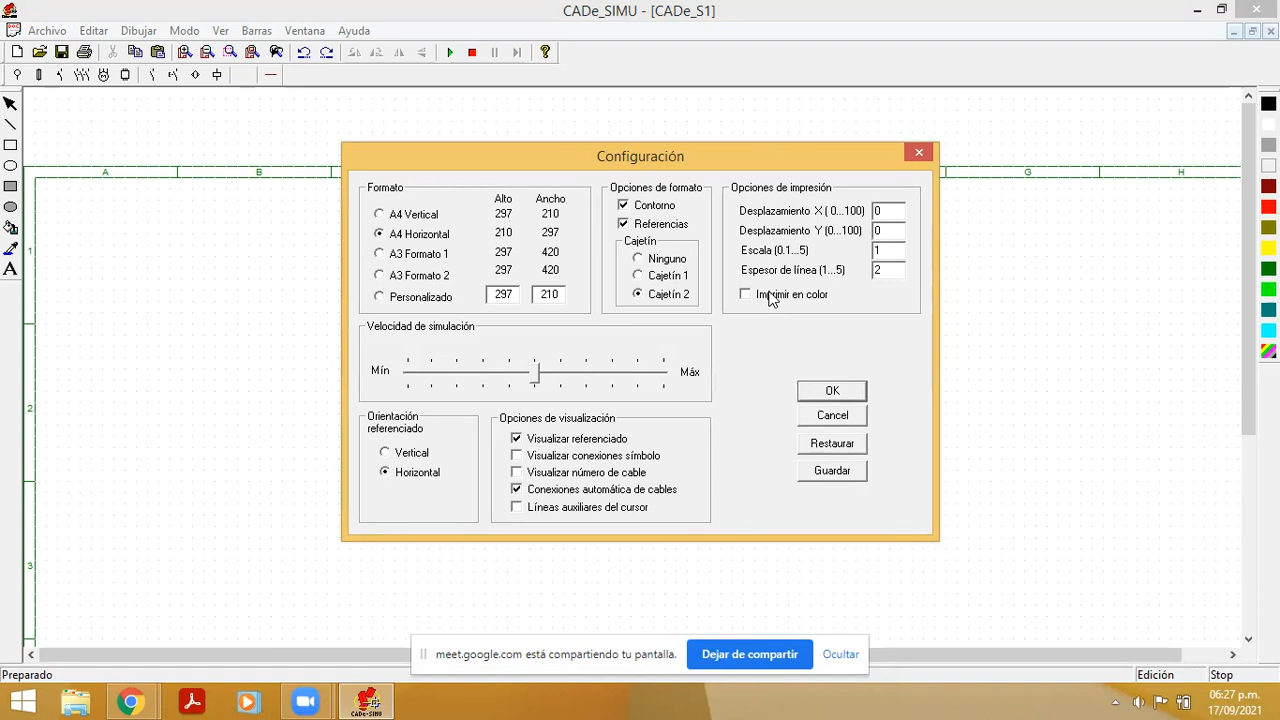 CADe_SIMU - [CADe_S1]
Archivo Editar Dibujar Modo Ver Barras Ventana Ayuda
A B G H
1
2
3
Configuración
Formato
Alto Ancho
A4 Vertical 297 210
A4 Horizontal 210 297
A3 Formato 1 297 420
A3 Formato 2 297 420
Personalizado 297 210
Opciones de formato
Contorno
Referencias
Cajetín
Ninguno
Cajetín 1
Cajetín 2
Opciones de impresión
Desplazamiento X ( 0...100) 0
Desplazamiento Y (0...100) 0
Escala (0.1...5) 1
Espesor de línea (1...5) 2
Imprimir en color
Velocidad de simulación
Mín Máx
Orientación
referenciado
Vertical
Horizontal
Opciones de visualización
Visualizar referenciado
Visualizar conexiones símbolo
Visualizar número de cable
Conexiones automática de cables
Líneas auxiliares del cursor
OK
Cancel
Restaurar
Guardar
meet.google.com está compartiendo tu pantalla. Dejar de compartir Ocultar
Preparado Edición Stop
CADe-SIMU
06:27 p.m.
17/09/2021